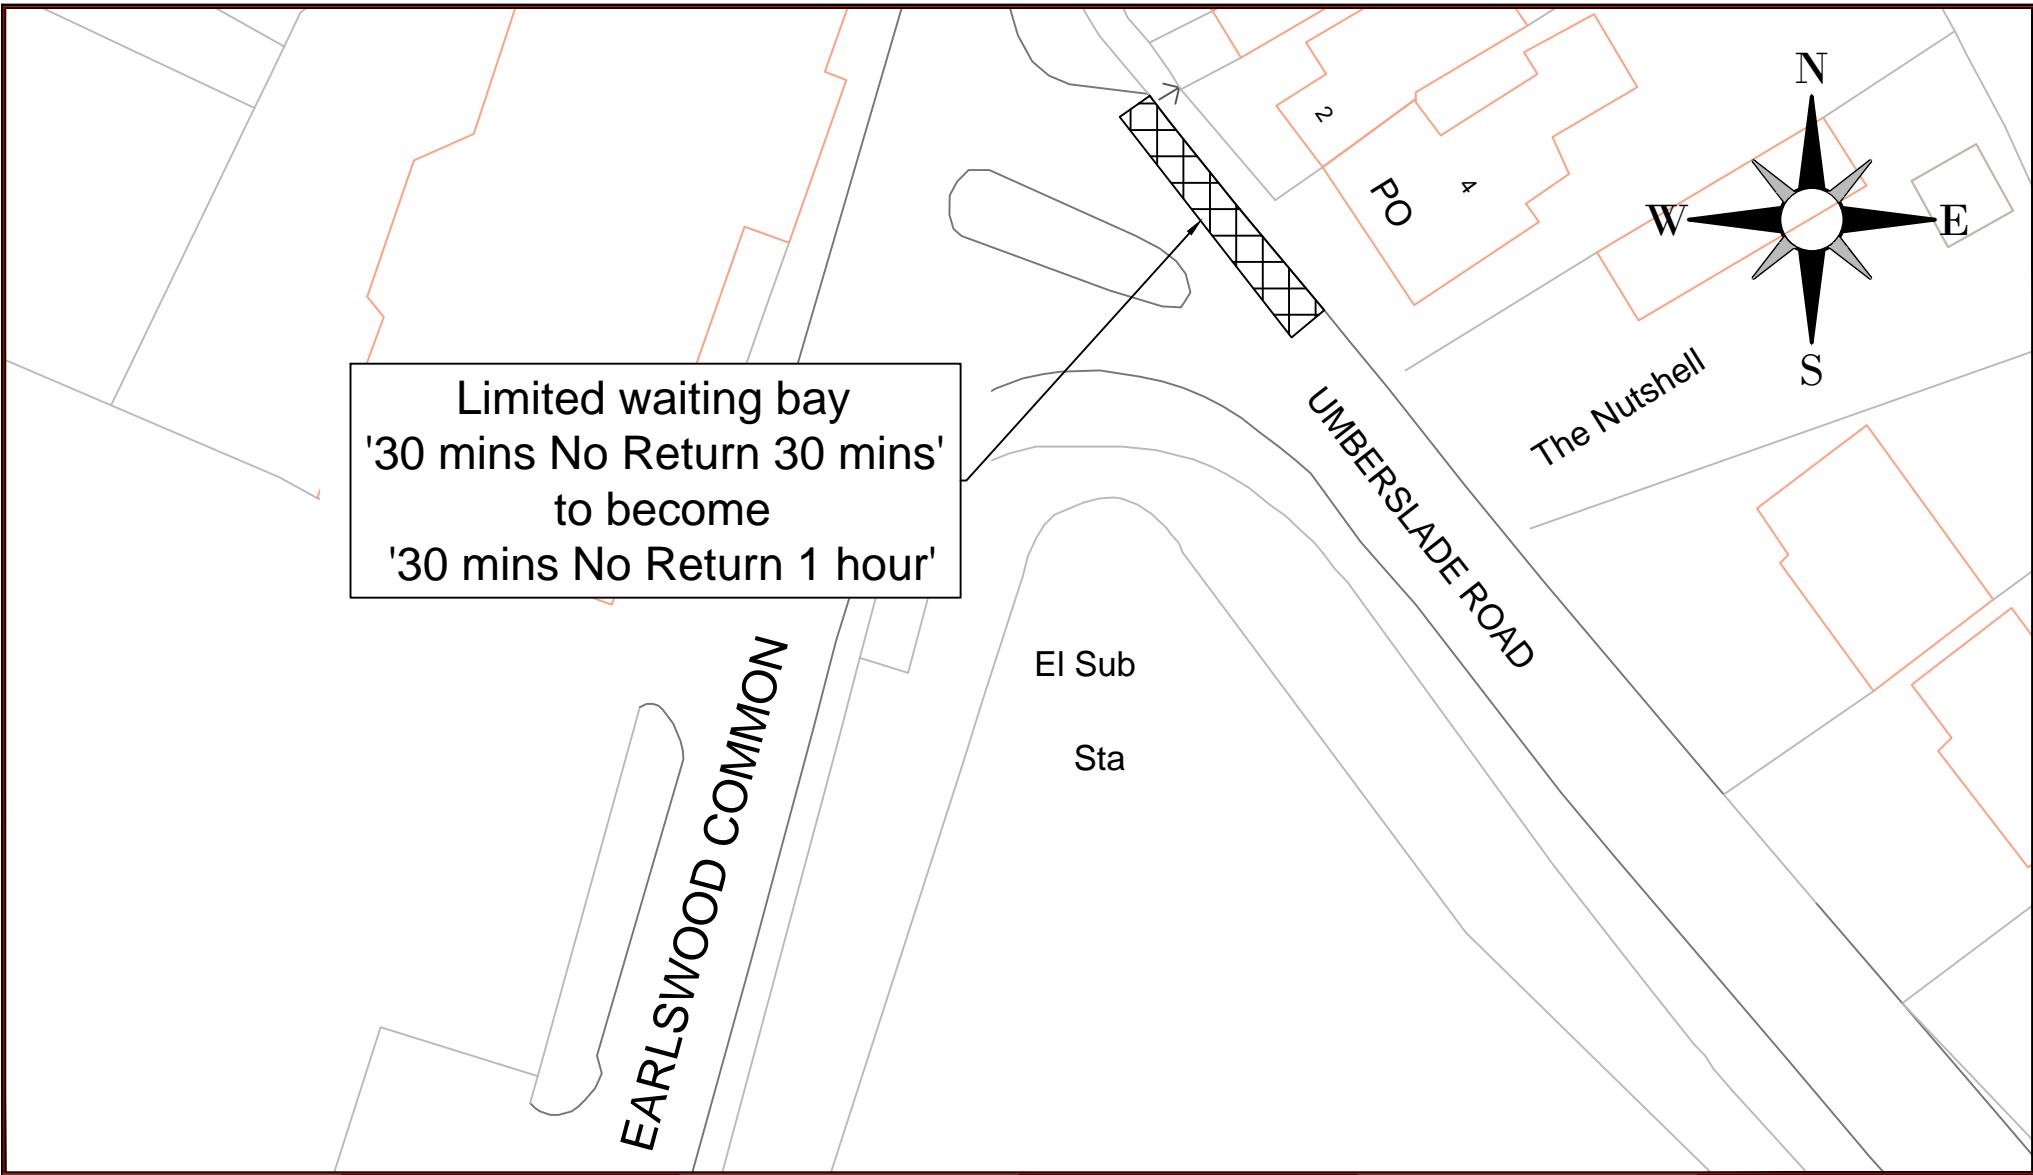 N
W
E
S
2
4
PO
The Nutshell
Limited waiting bay
'30 mins No Return 30 mins'
to become
'30 mins No Return 1 hour'
UMBERSLADE ROAD
El Sub
Sta
EARLSWOOD COMMON